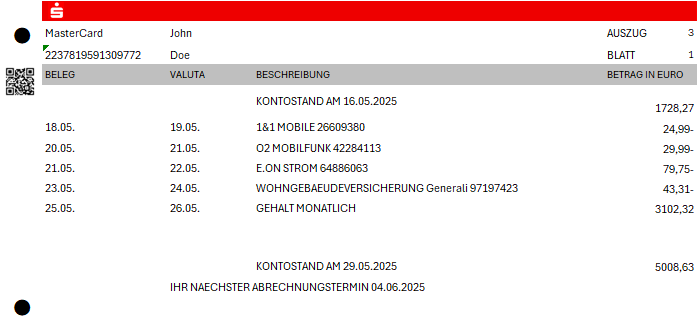 MasterCard John AUSZUG 3
2237819591309772 Doe BLATT 1
BELEG VALUTA BESCHREIBUNG BETRAG IN EURO
KONTOSTAND AM 16.05.2025 1728,27
18.05. 19.05. 1&1 MOBILE 26609380 24,99-
20.05. 21.05. O2 MOBILFUNK 42284113 29,99-
21.05. 22.05. E.ON STROM 64886063 79,75-
23.05. 24.05. WOHNGEBAEUDEVERSICHERUNG Generali 97197423 43,31-
25.05. 26.05. GEHALT MONATLICH 3102,32
KONTOSTAND AM 29.05.2025 5008,63
IHR NAECHSTER ABRECHNUNGSTERMIN 04.06.2025